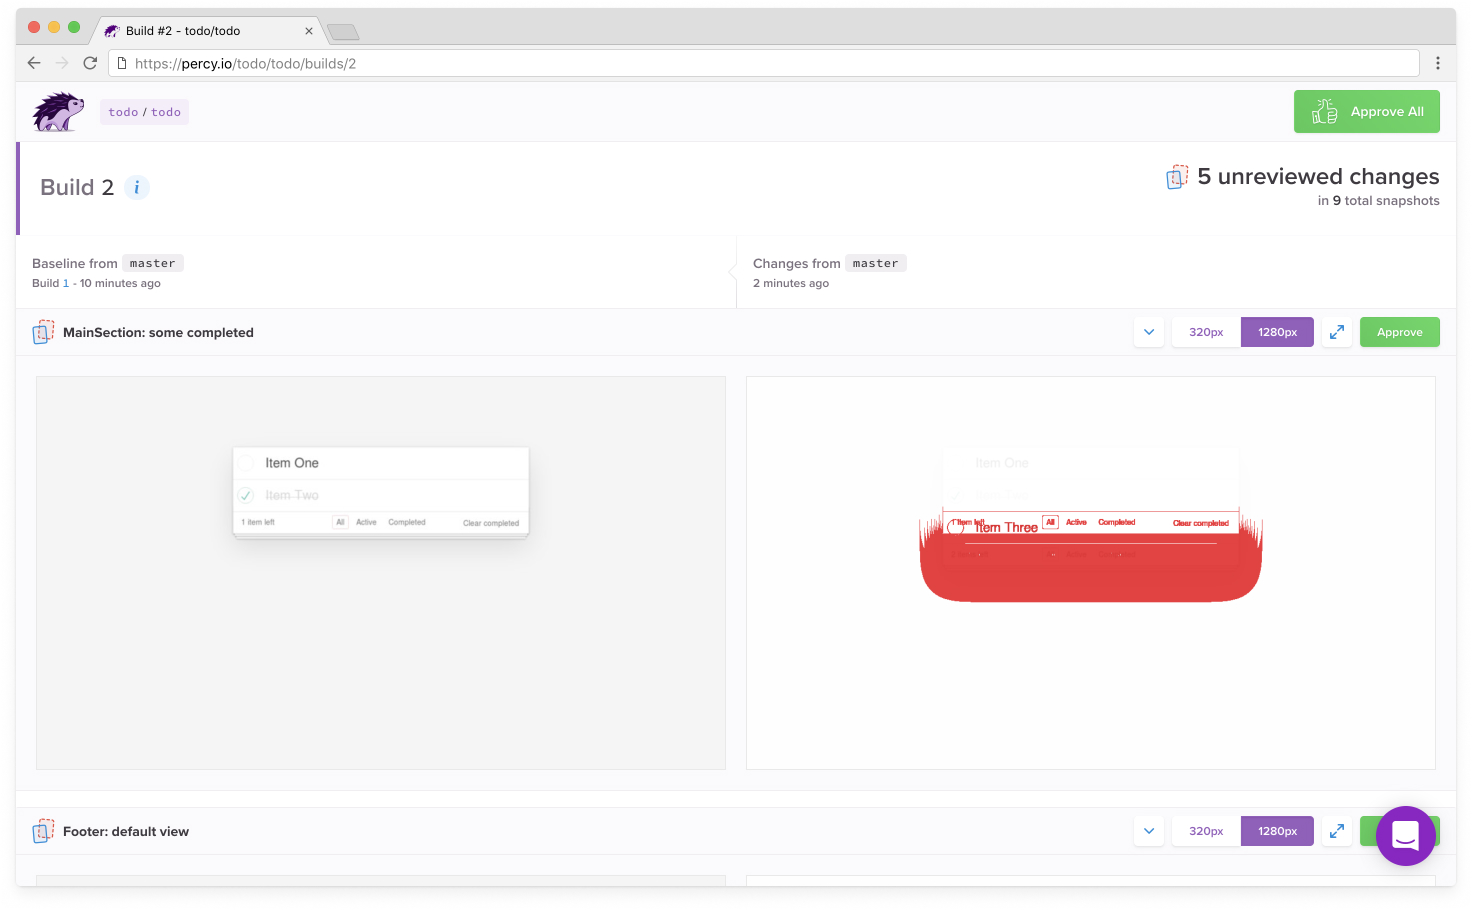 Build #2 - todo/todo
https://percy.io/todo/todo/builds/2
todo / todo
Approve All
Build 2
i
5 unreviewed changes
in 9 total snapshots
Baseline from master
Build 1 - 10 minutes ago
Changes from master
2 minutes ago
MainSection: some completed
320px
1280px
Approve
Item One
Item Two
1 item left
All
Active
Completed
Clear completed
Item One
Item Two
1 item left
All
Active
Completed
Clear completed
Item Three
Footer: default view
320px
1280px